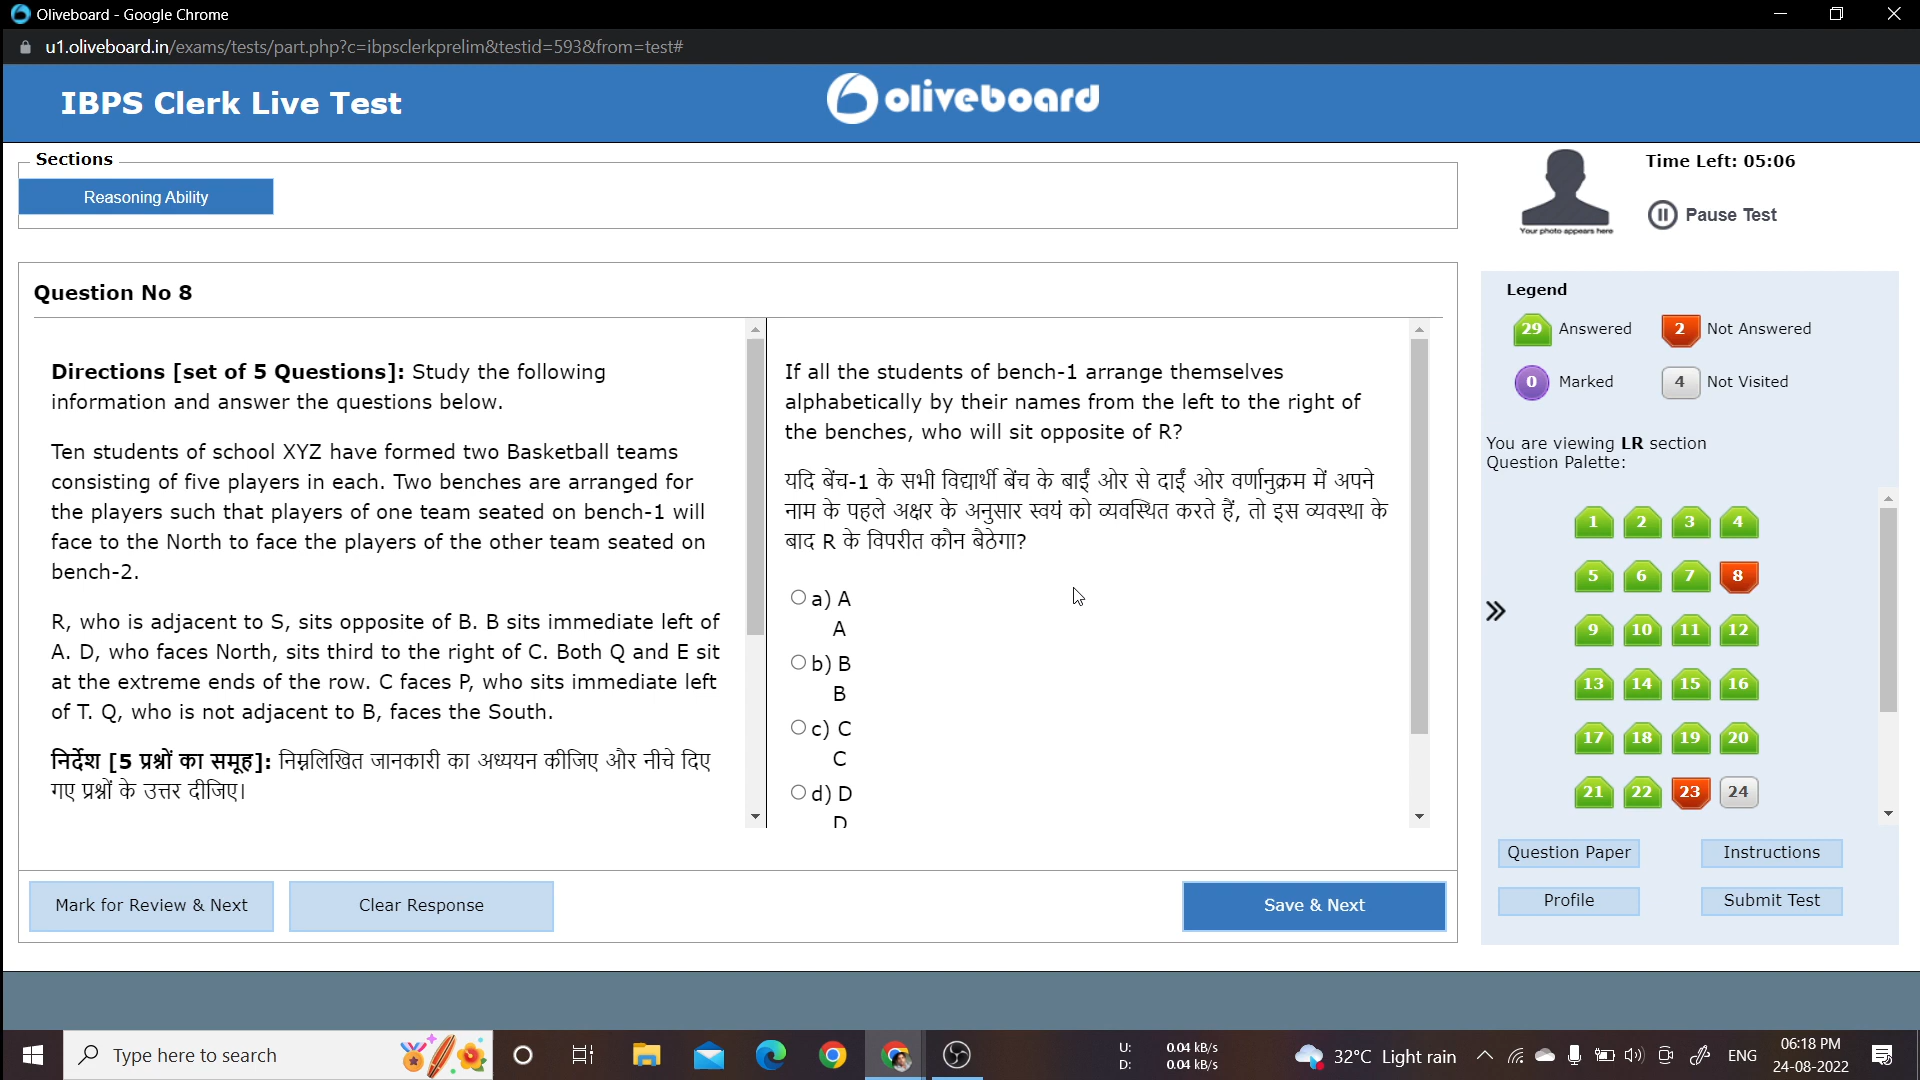 Oliveboard - Google Chrome
u1.oliveboard.in/exams/tests/part.php?c=ibpsclerkprelim&testid=593&from=test#
IBPS Clerk Live Test
oliveboard
Sections
Reasoning Ability
Your photo appears here
Time Left: 05:06
Pause Test
Question No 8
Directions [set of 5 Questions]: Study the following
information and answer the questions below.
Ten students of school XYZ have formed two Basketball teams
consisting of five players in each. Two benches are arranged for
the players such that players of one team seated on bench-1 will
face to the North to face the players of the other team seated on
bench-2.
R, who is adjacent to S, sits opposite of B. B sits immediate left of
A. D, who faces North, sits third to the right of C. Both Q and E sit
at the extreme ends of the row. C faces P, who sits immediate left
of T. Q, who is not adjacent to B, faces the South.
निर्देश [5 प्रश्नों का समूह]: निम्नलिखित जानकारी का अध्ययन कीजिए और नीचे दिए
गए प्रश्नों के उत्तर दीजिए।
If all the students of bench-1 arrange themselves
alphabetically by their names from the left to the right of
the benches, who will sit opposite of R?
यदि बेंच-1 के सभी विद्यार्थी बेंच के बाईं ओर से दाईं ओर वर्णानुक्रम में अपने
नाम के पहले अक्षर के अनुसार स्वयं को व्यवस्थित करते हैं, तो इस व्यवस्था के
बाद R के विपरीत कौन बैठेगा?
a) A
A
b) B
B
c) C
C
d) D
D
Mark for Review & Next
Clear Response
Save & Next
Legend
29 Answered
2 Not Answered
0 Marked
4 Not Visited
You are viewing LR section
Question Palette:
1 2 3 4
5 6 7 8
9 10 11 12
13 14 15 16
17 18 19 20
21 22 23 24
Question Paper
Instructions
Profile
Submit Test
Type here to search
U: 0.04 kB/s
D: 0.04 kB/s
32°C Light rain
ENG
06:18 PM
24-08-2022